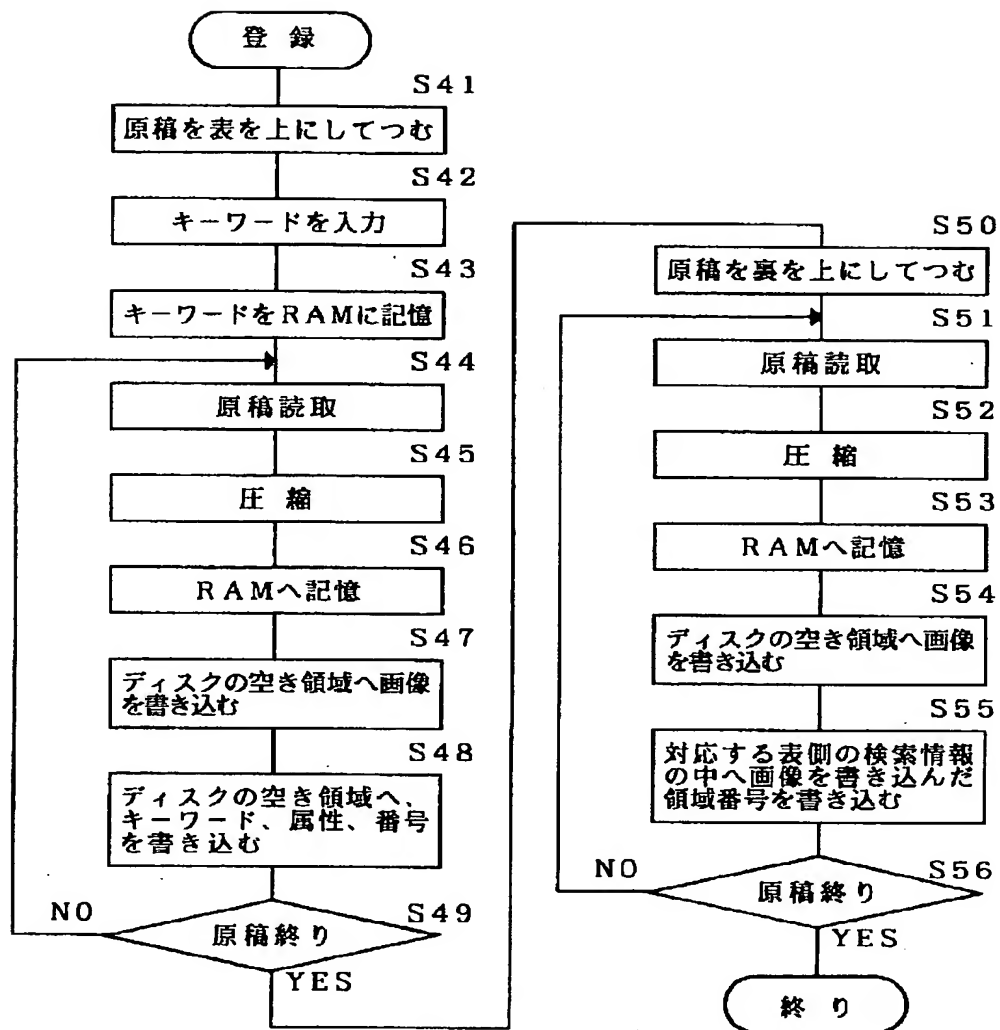 登録
S41
原稿を表を上にしてつむ
S42
キーワードを入力
S43
キーワードをRAMに記憶
S44
原稿読取
S45
圧縮
S46
RAMへ記憶
S47
ディスクの空き領域へ画像
を書き込む
S48
ディスクの空き領域へ、
キーワード、属性、番号
を書き込む
NO
S49
原稿終り
YES
S50
原稿を裏を上にしてつむ
S51
原稿読取
S52
圧縮
S53
RAMへ記憶
S54
ディスクの空き領域へ画像
を書き込む
S55
対応する表側の検索情報
の中へ画像を書き込んだ
領域番号を書き込む
NO
S56
原稿終り
YES
終り